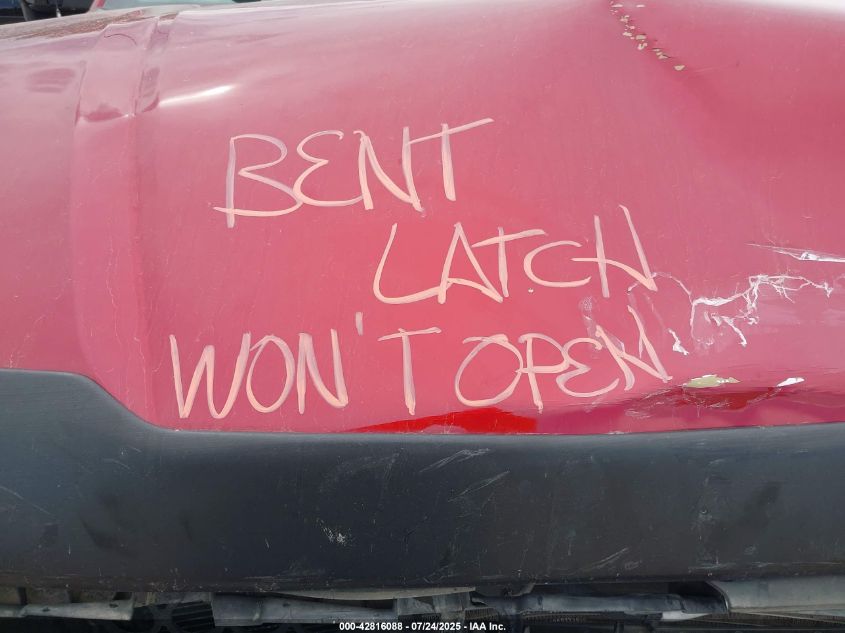 BENT
LATCH
WON'T OPEN
000-42816088 - 07/24/2025 - IAA Inc.